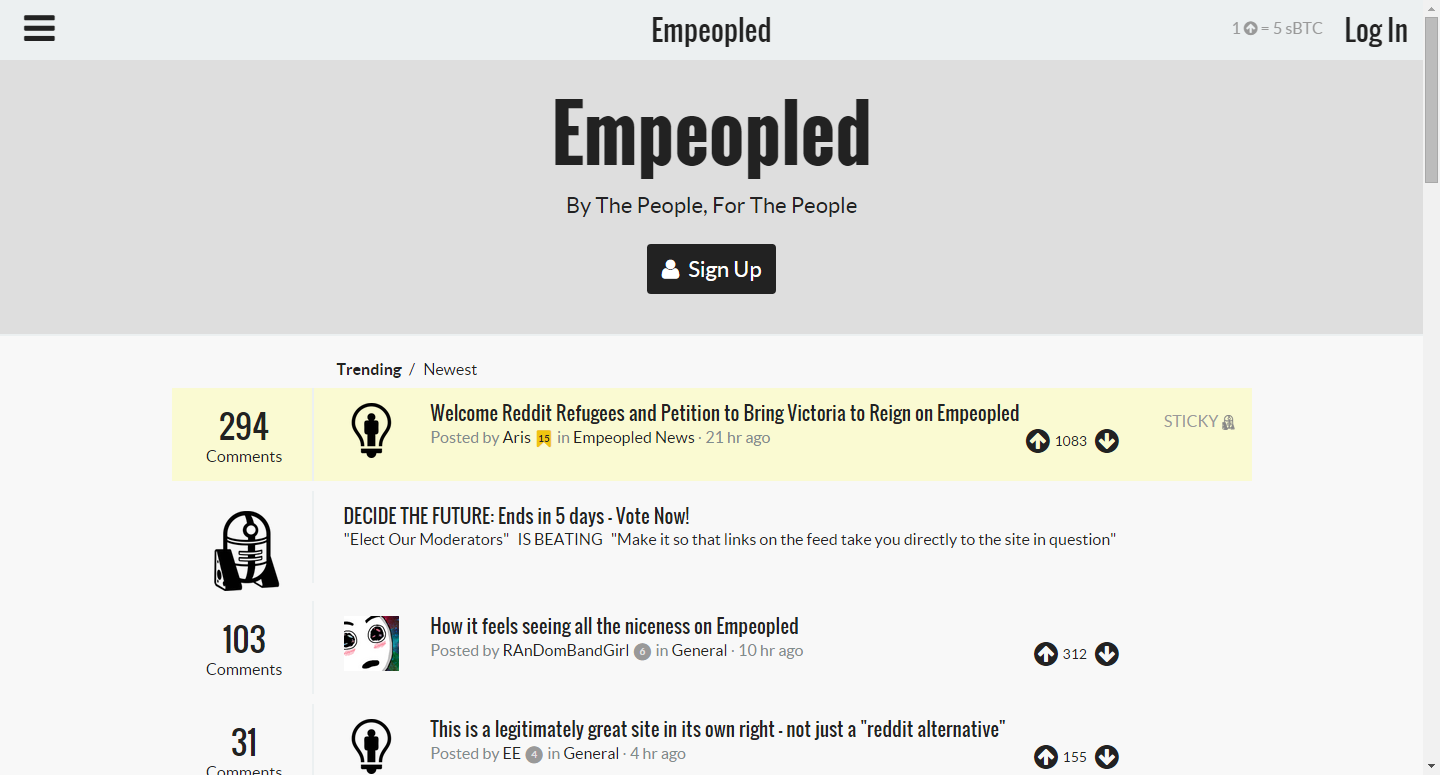 Empeopled
1 = 5 sBTC
Log In
Empeopled
By The People, For The People
Sign Up
Trending / Newest
294
Comments
Welcome Reddit Refugees and Petition to Bring Victoria to Reign on Empeopled
Posted by Aris 15 in Empeopled News · 21 hr ago
1083
STICKY
DECIDE THE FUTURE: Ends in 5 days - Vote Now!
"Elect Our Moderators" IS BEATING "Make it so that links on the feed take you directly to the site in question"
103
Comments
How it feels seeing all the niceness on Empeopled
Posted by RAnDomBandGirl 6 in General · 10 hr ago
312
31
Comments
This is a legitimately great site in its own right - not just a "reddit alternative"
Posted by EE 4 in General · 4 hr ago
155